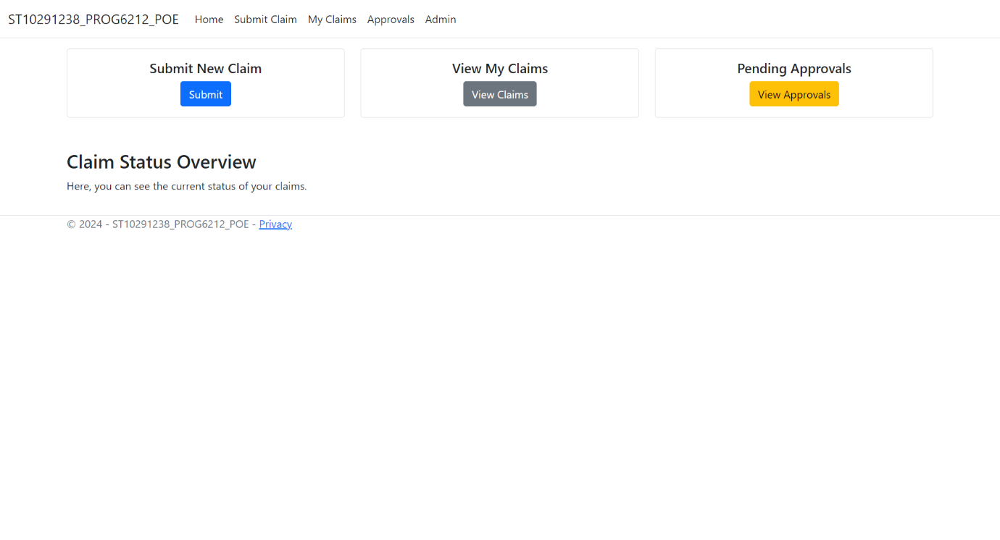 ST10291238_PROG6212_POE Home Submit Claim My Claims Approvals Admin
Submit New Claim
Submit
View My Claims
View Claims
Pending Approvals
View Approvals
Claim Status Overview
Here, you can see the current status of your claims.
© 2024 - ST10291238_PROG6212_POE - Privacy